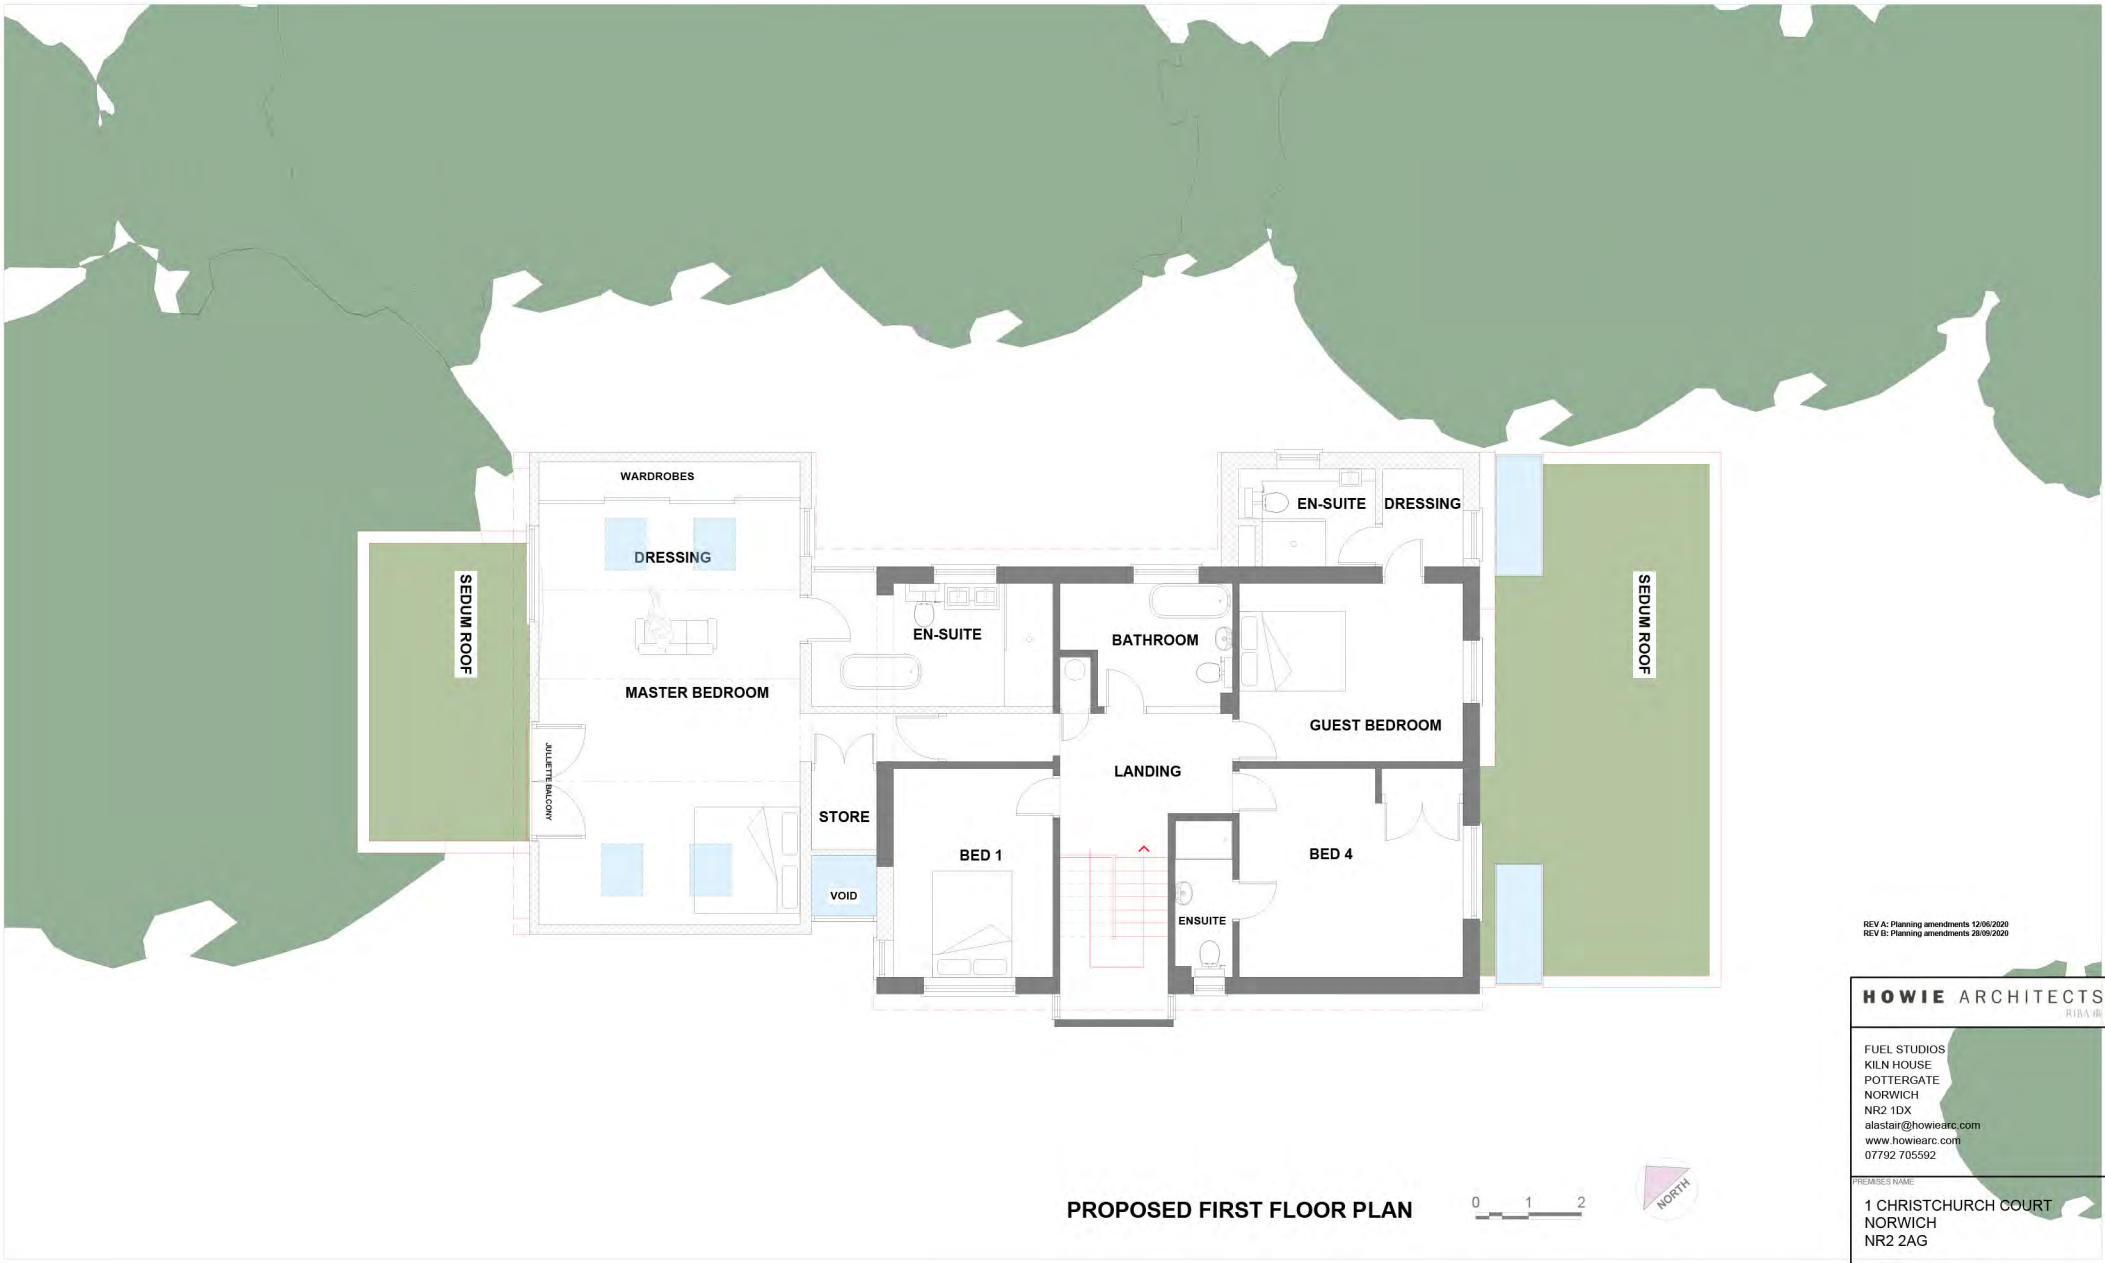 WARDROBES
DRESSING
EN-SUITE
DRESSING
SEDUM ROOF
EN-SUITE
BATHROOM
SEDUM ROOF
MASTER BEDROOM
GUEST BEDROOM
JULLIETTE BALCONY
LANDING
STORE
BED 1
BED 4
VOID
ENSUITE
REV A: Planning amendments 12/06/2020
REV B: Planning amendments 28/09/2020
HOWIE ARCHITECTS
RIBA
FUEL STUDIOS
KILN HOUSE
POTTERGATE
NORWICH
NR2 1DX
alastair@howiearc.com
www.howiearc.com
07792 705592
PREMISES NAME
1 CHRISTCHURCH COURT
NORWICH
NR2 2AG
PROPOSED FIRST FLOOR PLAN
0 1 2
NORTH